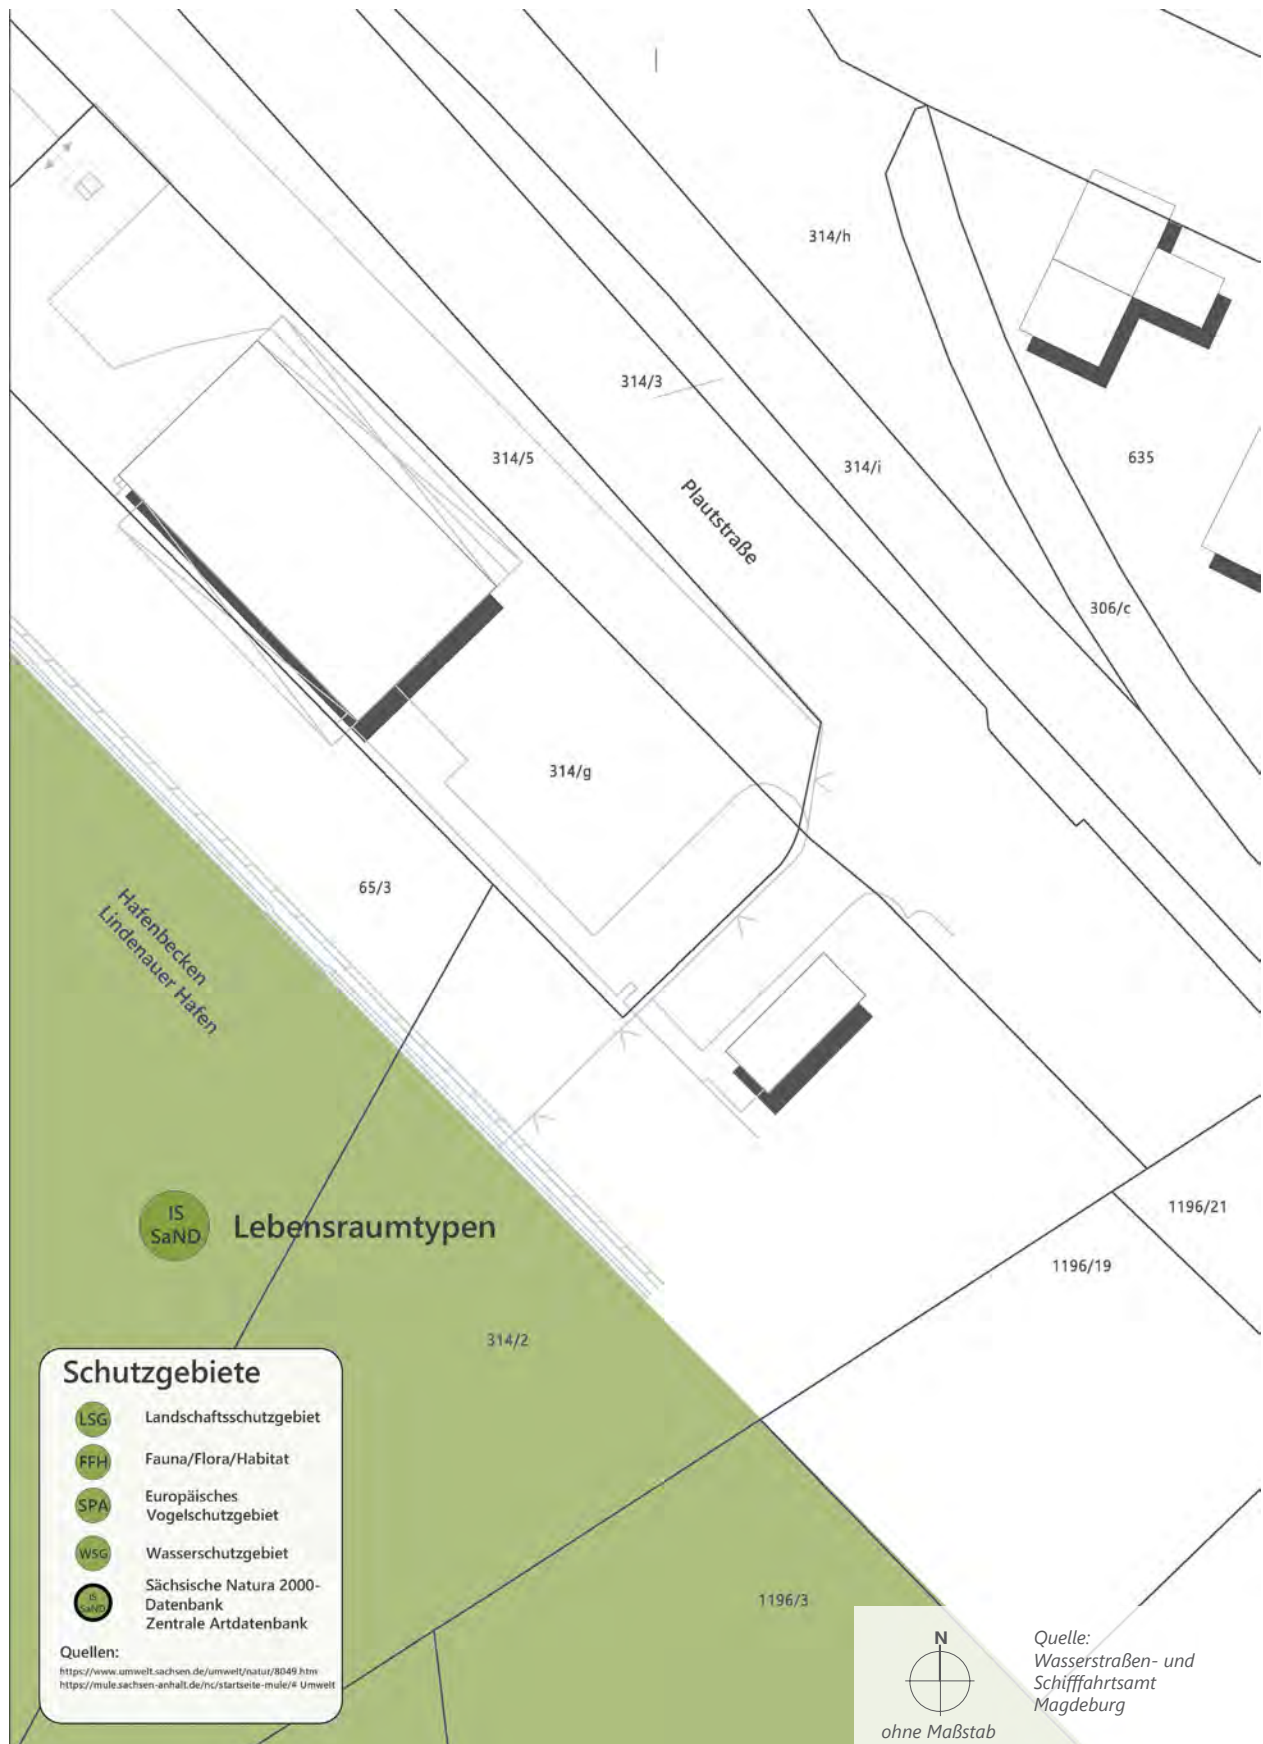 314/h
314/3
314/5
314/i
635
Plautstraße
306/c
314/g
65/3
Hafenbecken
Lindenauer Hafen
1196/21
IS
SaND
Lebensraumtypen
1196/19
314/2
Schutzgebiete
LSG
Landschaftsschutzgebiet
FFH
Fauna/Flora/Habitat
SPA
Europäisches
Vogelschutzgebiet
WSG
Wasserschutzgebiet
IS
SaND
Sächsische Natura 2000-
Datenbank
Zentrale Artdatenbank
Quellen:
https://www.umwelt.sachsen.de/umwelt/natur/8049.htm
https://mule.sachsen-anhalt.de/nc/startseite-mule/# Umwelt
1196/3
N
ohne Maßstab
Quelle:
Wasserstraßen- und
Schifffahrtsamt
Magdeburg